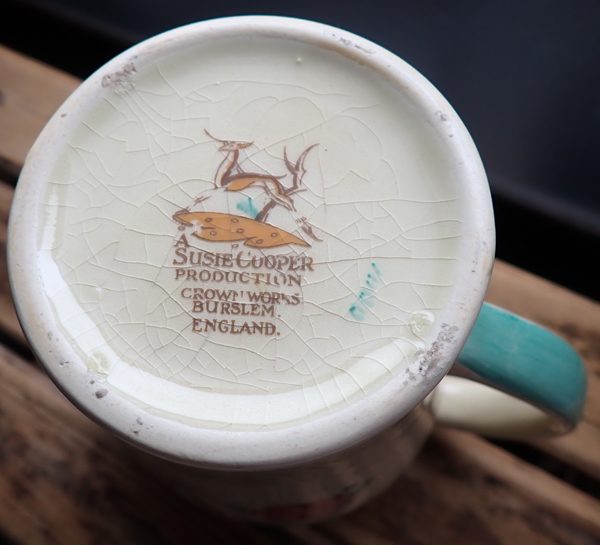 A
SUSIE COOPER
PRODUCTION
CROWN WORKS
BURSLEM.
ENGLAND.